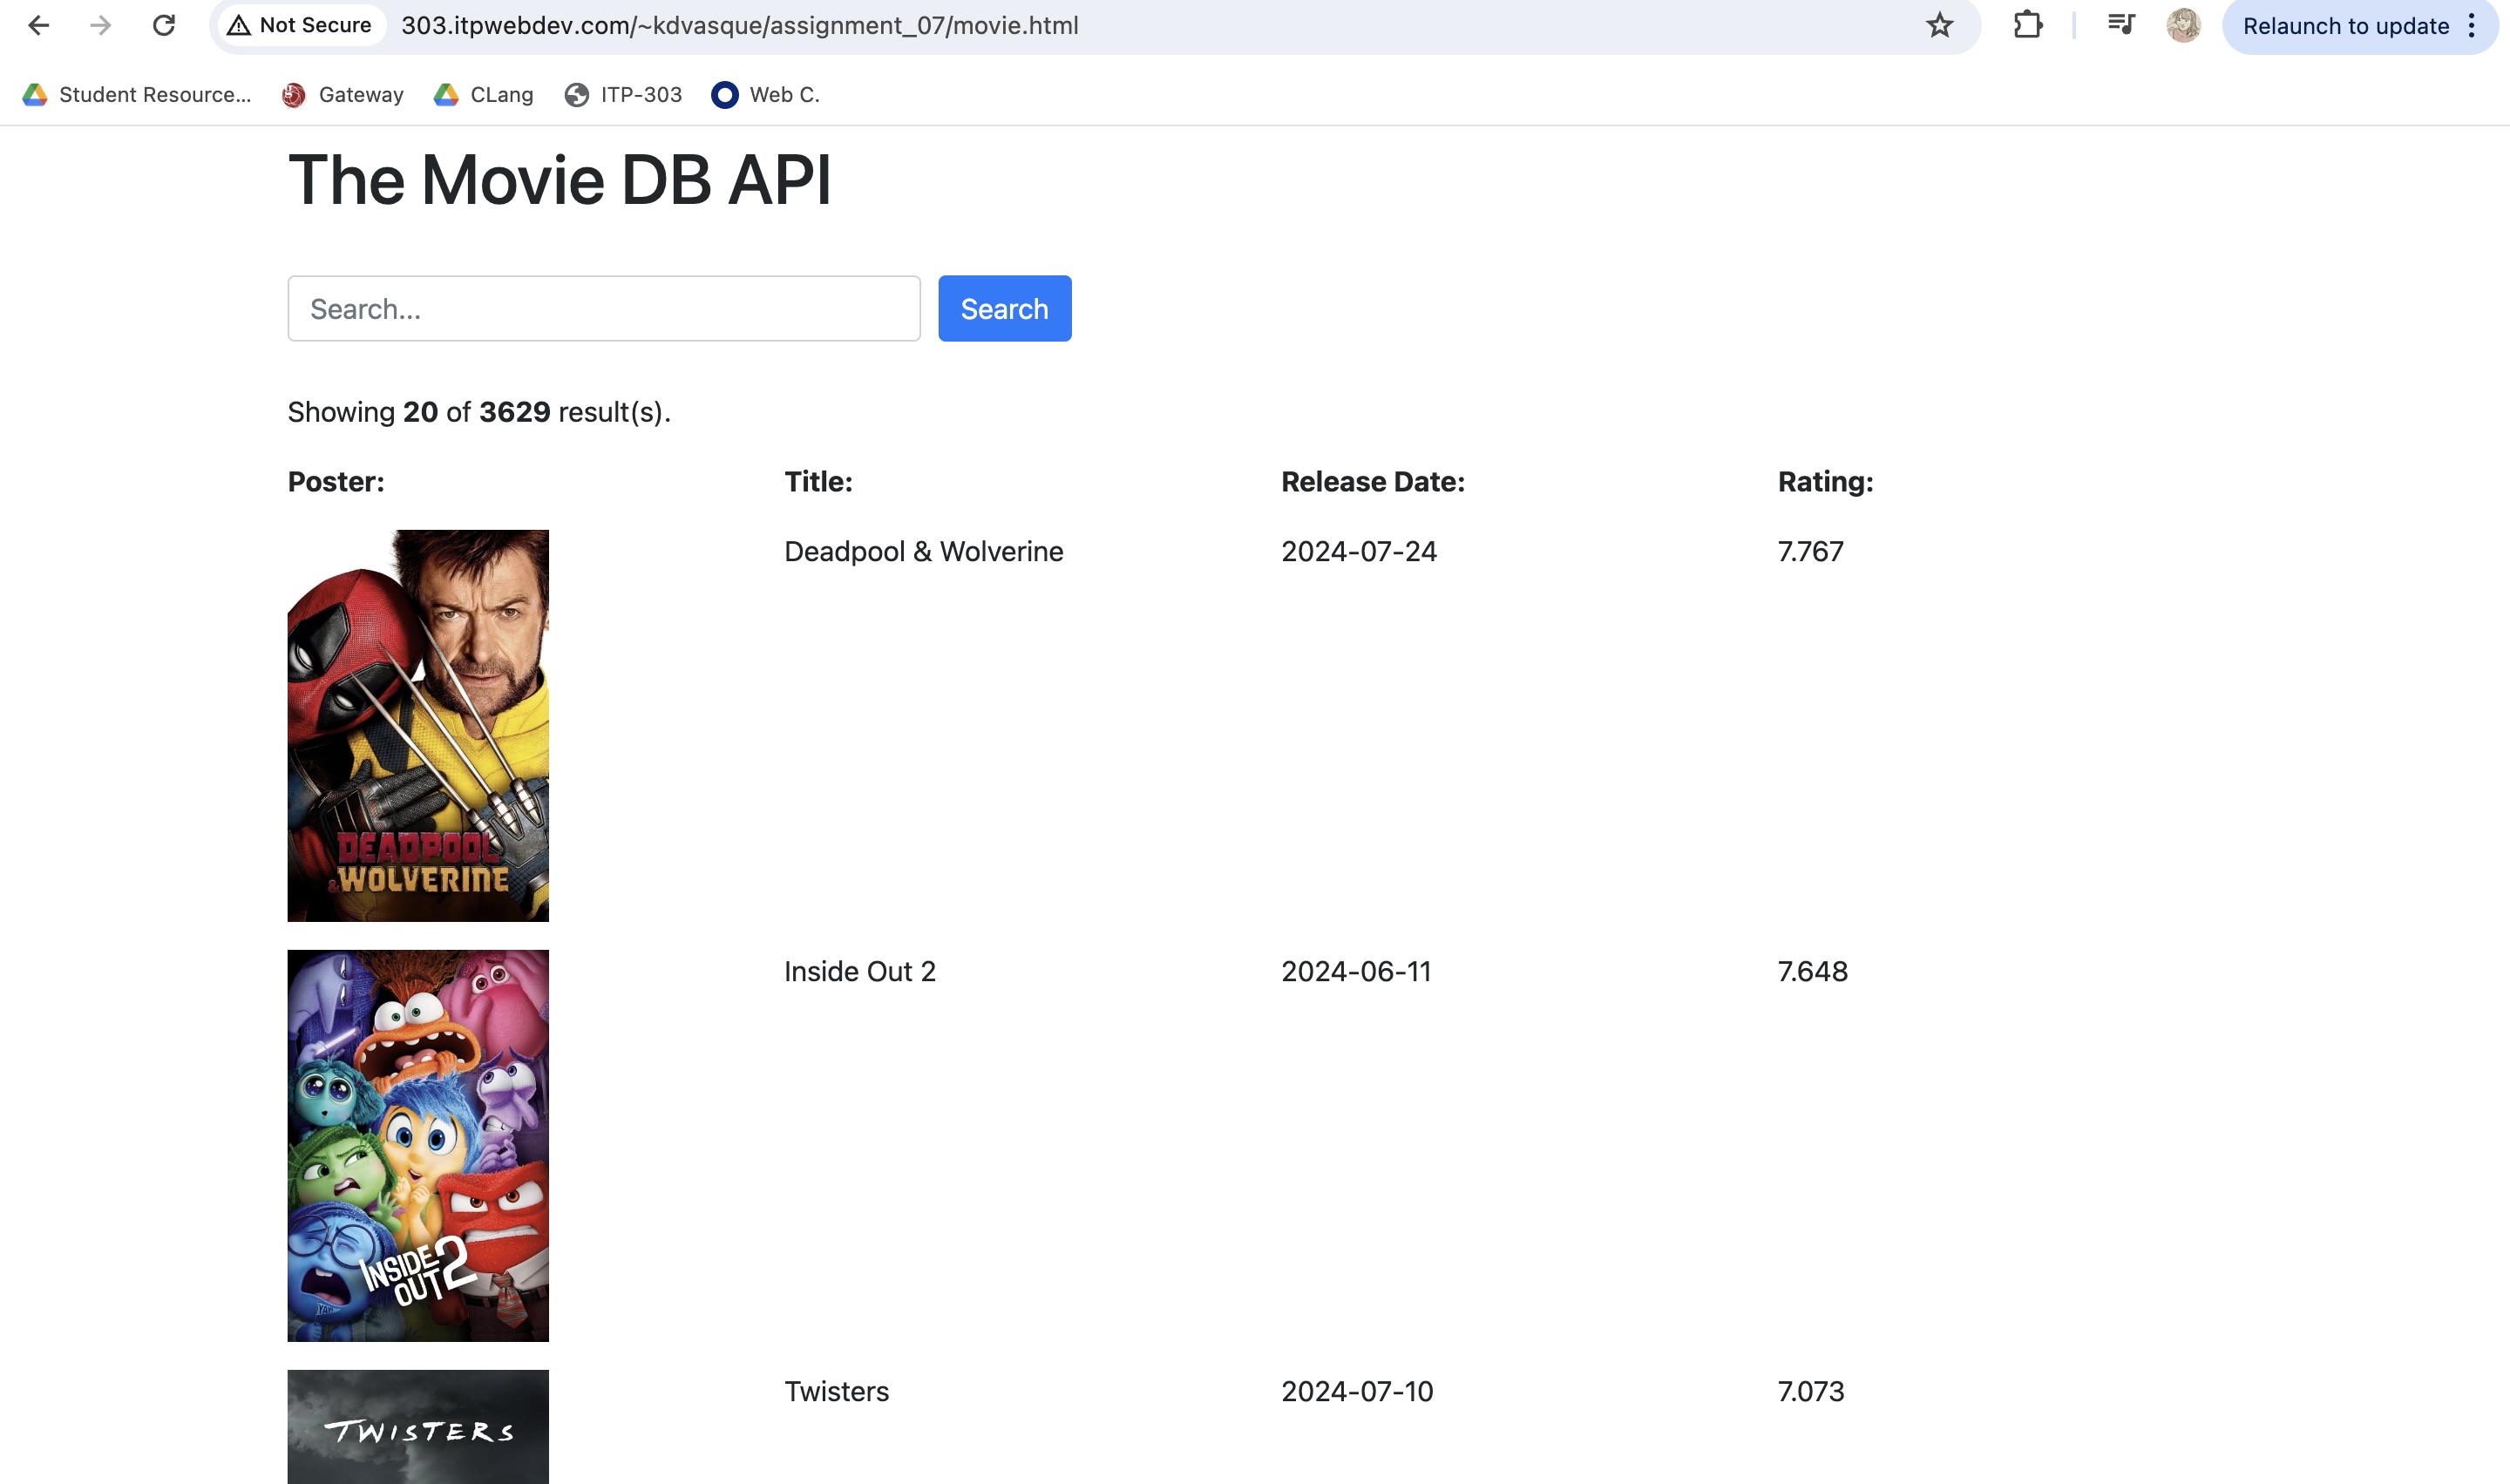 Not Secure 303.itpwebdev.com/~kdvasque/assignment_07/movie.html Relaunch to update
Student Resource... Gateway CLang ITP-303 Web C.
The Movie DB API
Search... Search
Showing 20 of 3629 result(s).
Poster: Title: Release Date: Rating:
Deadpool & Wolverine 2024-07-24 7.767
DEADPOOL
&WOLVERINE
Inside Out 2 2024-06-11 7.648
INSIDE
OUT 2
Twisters 2024-07-10 7.073
TWISTERS